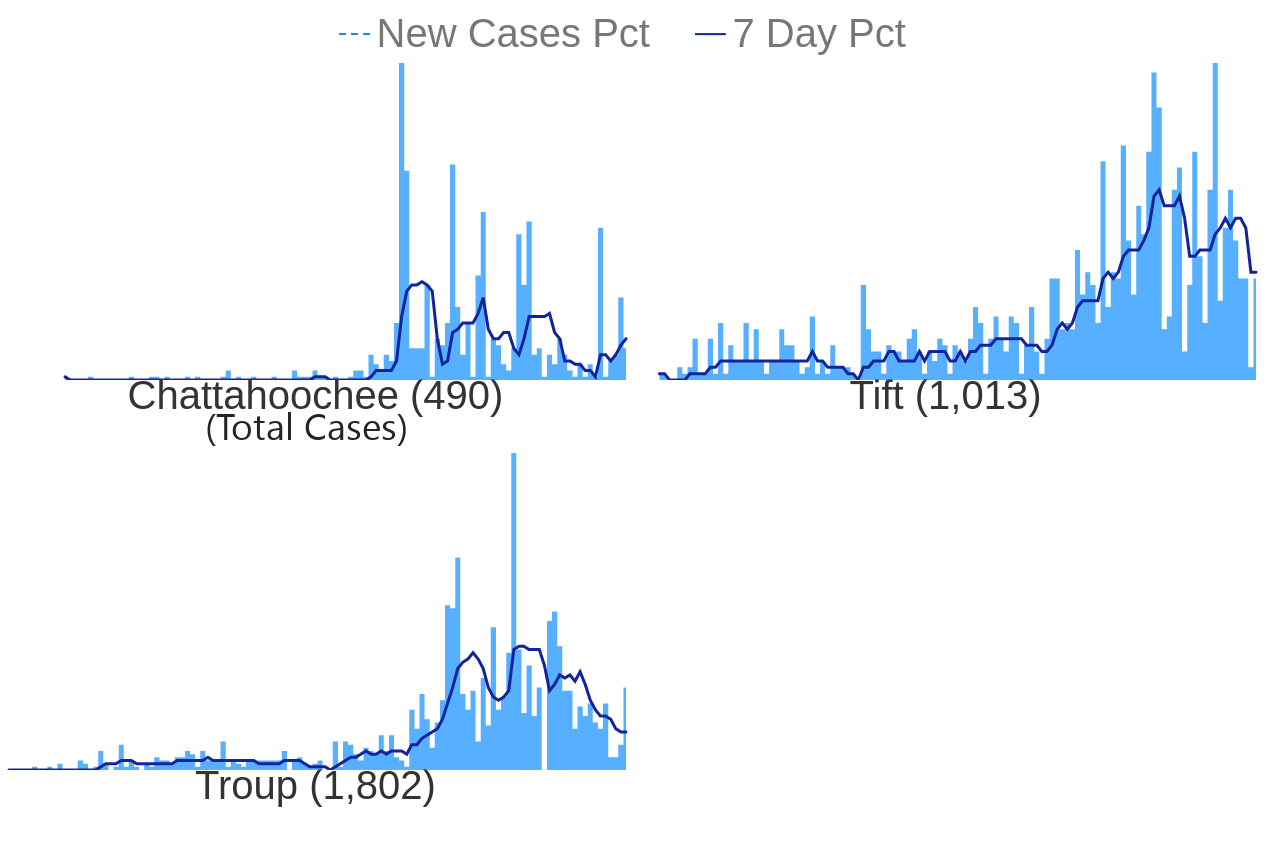 New Cases Pct 7 Day Pct
Chattahoochee (490)
(Total Cases)
Tift (1,013)
Troup (1,802)